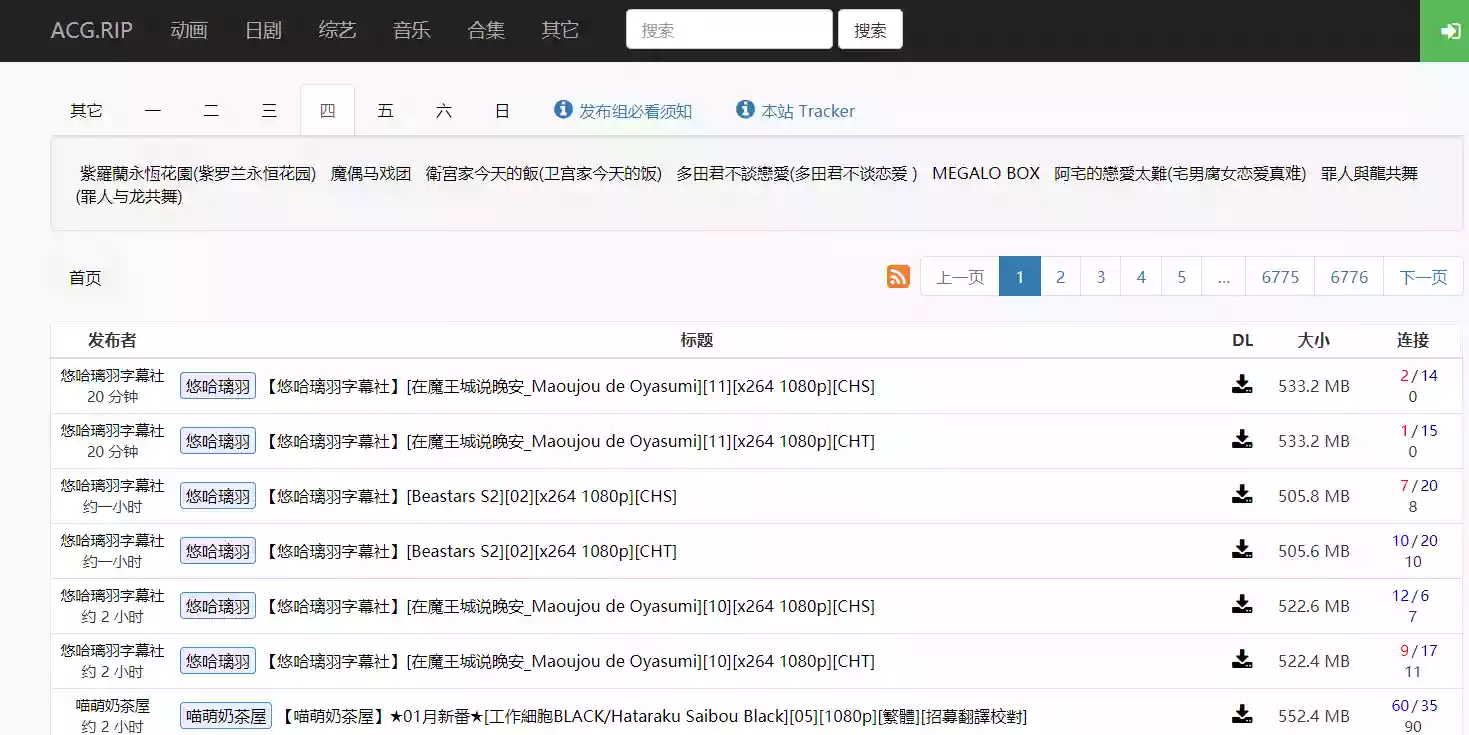 ACG.RIP 动画 日剧 综艺 音乐 合集 其它 搜索 搜索
其它 一 二 三 四 五 六 日 发布组必看须知 本站 Tracker
紫羅蘭永恆花園(紫罗兰永恒花园) 魔偶马戏团 衛宮家今天的飯(卫宫家今天的饭) 多田君不談戀愛(多田君不谈恋爱 ) MEGALO BOX 阿宅的戀愛太難(宅男腐女恋爱真难) 罪人與龍共舞
(罪人与龙共舞)
首页 上一页 1 2 3 4 5 ... 6775 6776 下一页
发布者 标题 DL 大小 连接
悠哈璃羽字幕社 悠哈璃羽 【悠哈璃羽字幕社】[在魔王城说晚安_Maoujou de Oyasumi][11][x264 1080p][CHS] 533.2 MB 2/14
20 分钟 0
悠哈璃羽字幕社 悠哈璃羽 【悠哈璃羽字幕社】[在魔王城说晚安_Maoujou de Oyasumi][11][x264 1080p][CHT] 533.2 MB 1/15
20 分钟 0
悠哈璃羽字幕社 悠哈璃羽 【悠哈璃羽字幕社】[Beastars S2][02][x264 1080p][CHS] 505.8 MB 7/20
约一小时 8
悠哈璃羽字幕社 悠哈璃羽 【悠哈璃羽字幕社】[Beastars S2][02][x264 1080p][CHT] 505.6 MB 10/20
约一小时 10
悠哈璃羽字幕社 悠哈璃羽 【悠哈璃羽字幕社】[在魔王城说晚安_Maoujou de Oyasumi][10][x264 1080p][CHS] 522.6 MB 12/6
约 2 小时 7
悠哈璃羽字幕社 悠哈璃羽 【悠哈璃羽字幕社】[在魔王城说晚安_Maoujou de Oyasumi][10][x264 1080p][CHT] 522.4 MB 9/17
约 2 小时 11
喵萌奶茶屋 喵萌奶茶屋 【喵萌奶茶屋】★01月新番★[工作細胞BLACK/Hataraku Saibou Black][05][1080p][繁體][招募翻譯校對] 552.4 MB 60/35
约 2 小时 90